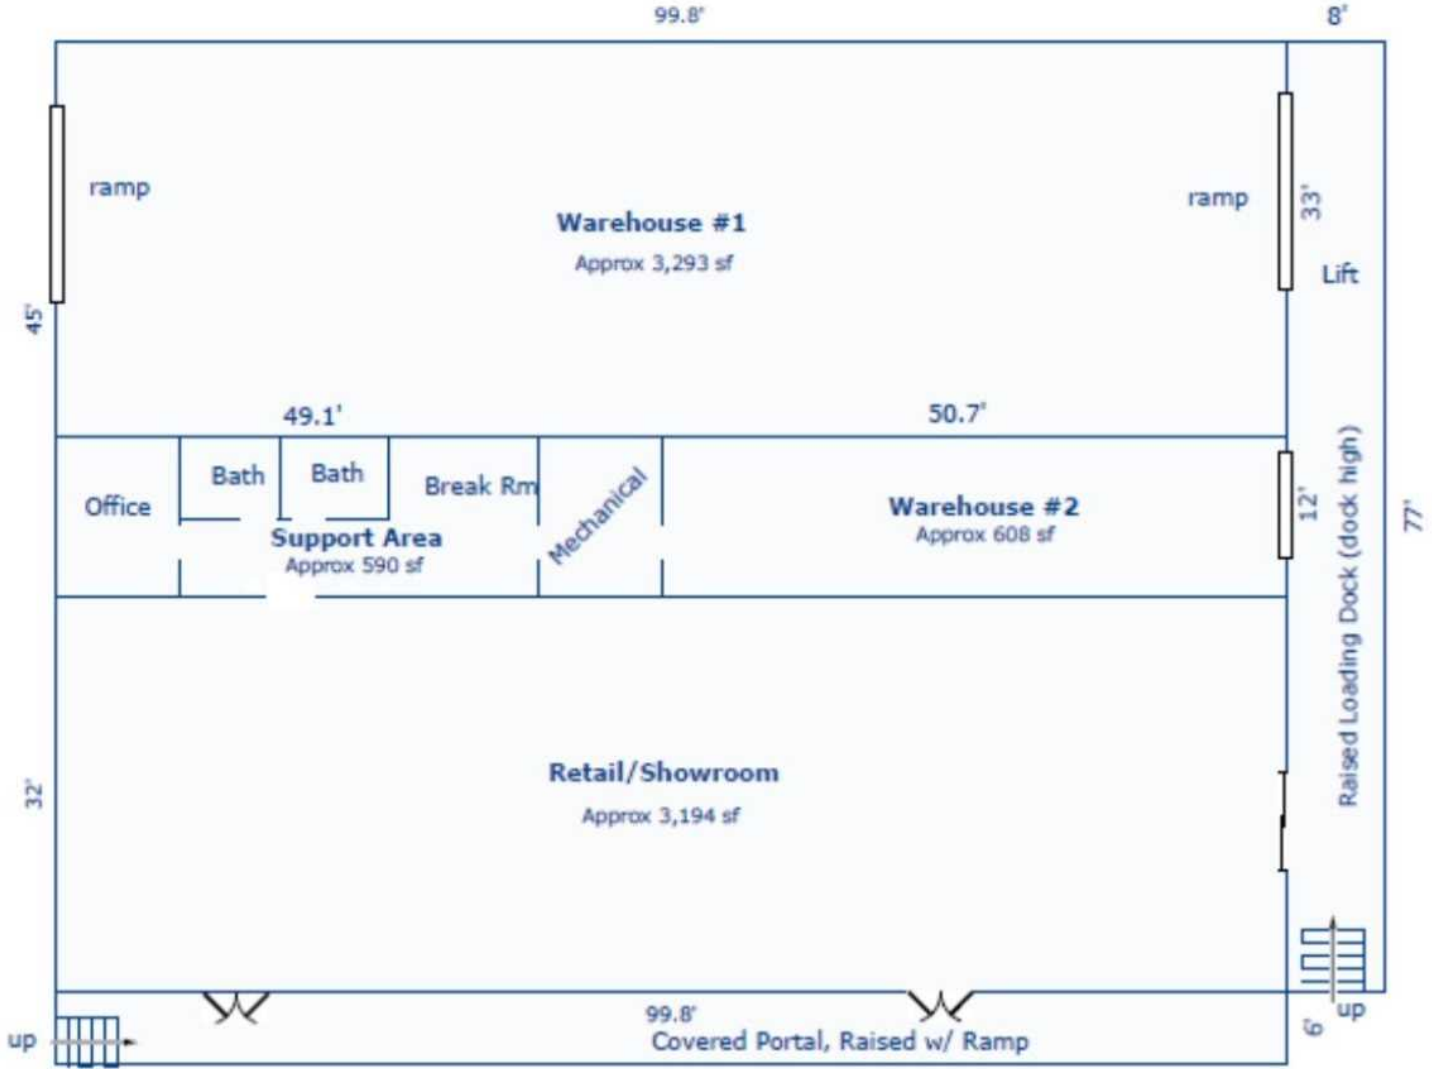 99.8'
8'
ramp
Warehouse #1
Approx 3,293 sf
ramp
33'
Lift
45'
49.1'
50.7'
Office
Bath
Bath
Break Rm
Mechanical
Support Area
Approx 590 sf
Warehouse #2
Approx 608 sf
12'
Raised Loading Dock (dock high)
77'
Retail/Showroom
Approx 3,194 sf
32'
up
99.8'
Covered Portal, Raised w/ Ramp
6'
up